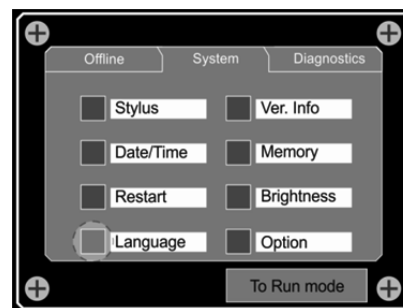 Offline System Diagnostics
Stylus Ver. Info
Date/Time Memory
Restart Brightness
Language Option
To Run mode